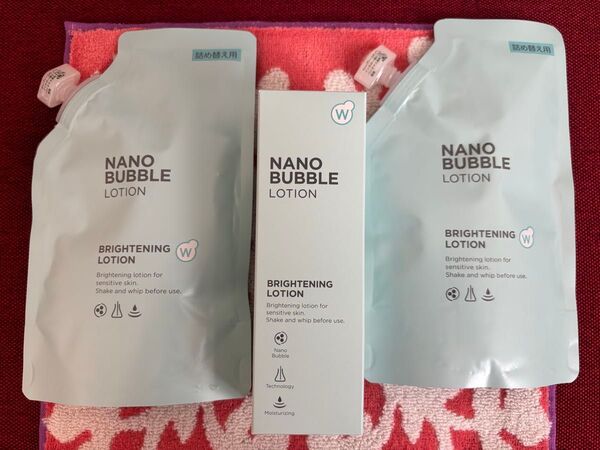 詰め替え用
NANO
BUBBLE
LOTION
BRIGHTENING
LOTION
W
Brightening lotion for
sensitive skin.
Shake and whip before use.
W
NANO
BUBBLE
LOTION
BRIGHTENING
LOTION
Brightening lotion for
sensitive skin.
Shake and whip before use.
Nano
Bubble
Technology
Moisturizing
詰め替え用
NANO
BUBBLE
LOTION
BRIGHTENING
LOTION
W
Brightening lotion for
sensitive skin.
Shake and whip before use.